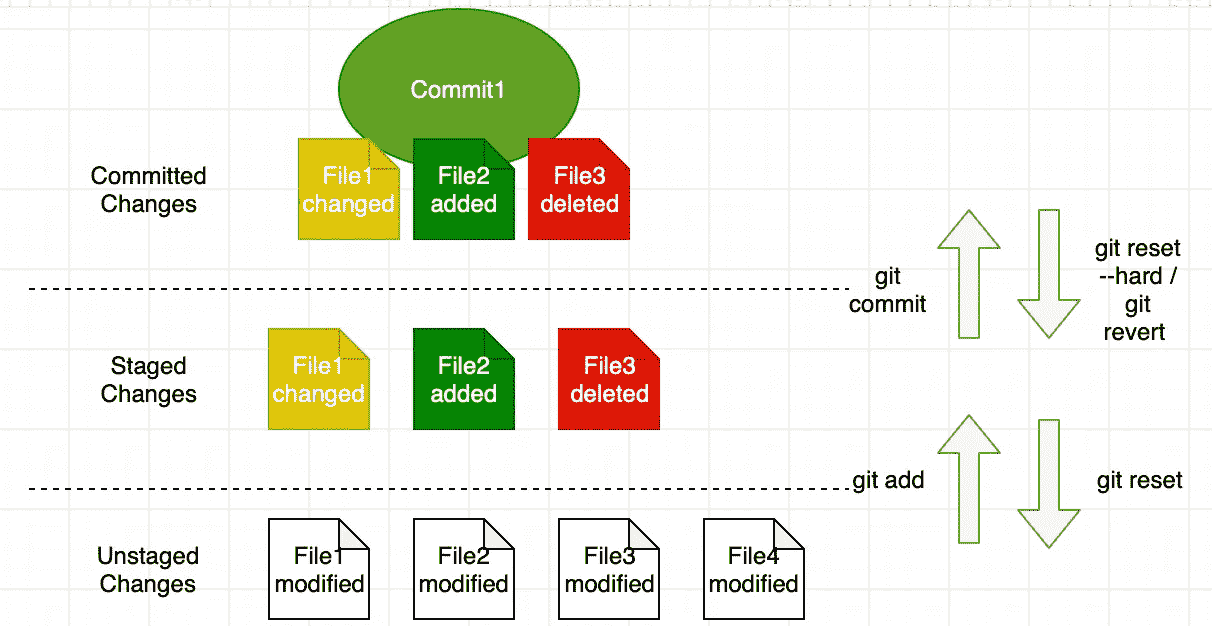 Commit1
File1
changed
File2
added
File3
deleted
Committed
Changes
git
commit
git reset
--hard /
git
revert
Staged
Changes
File1
changed
File2
added
File3
deleted
git add
git reset
Unstaged
Changes
File1
modified
File2
modified
File3
modified
File4
modified